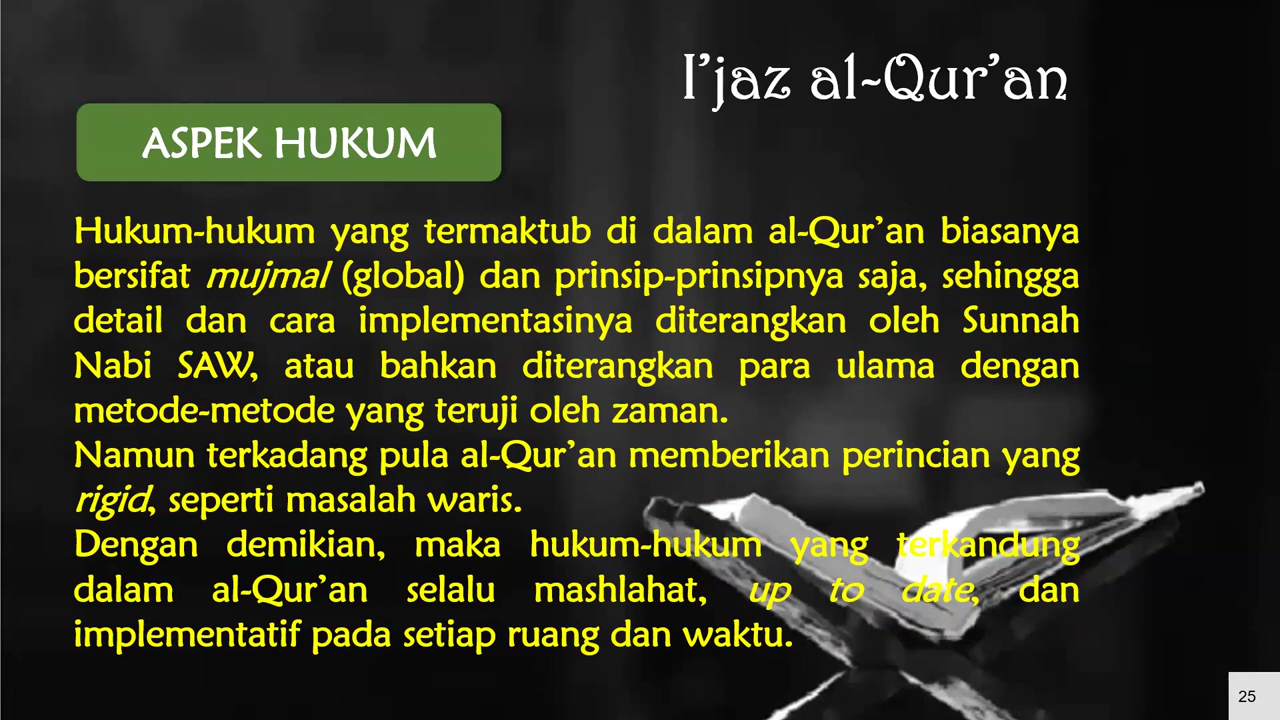 I'jaz al-Qur'an
ASPEK HUKUM
Hukum-hukum yang termaktub di dalam al-Qur'an biasanya
bersifat mujmal (global) dan prinsip-prinsipnya saja, sehingga
detail dan cara implementasinya diterangkan oleh Sunnah
Nabi SAW, atau bahkan diterangkan para ulama dengan
metode-metode yang teruji oleh zaman.
Namun terkadang pula al-Qur'an memberikan perincian yang
rigid, seperti masalah waris.
Dengan demikian, maka hukum-hukum yang terkandung
dalam al-Qur'an selalu mashlahat, up to date, dan
implementatif pada setiap ruang dan waktu.
25